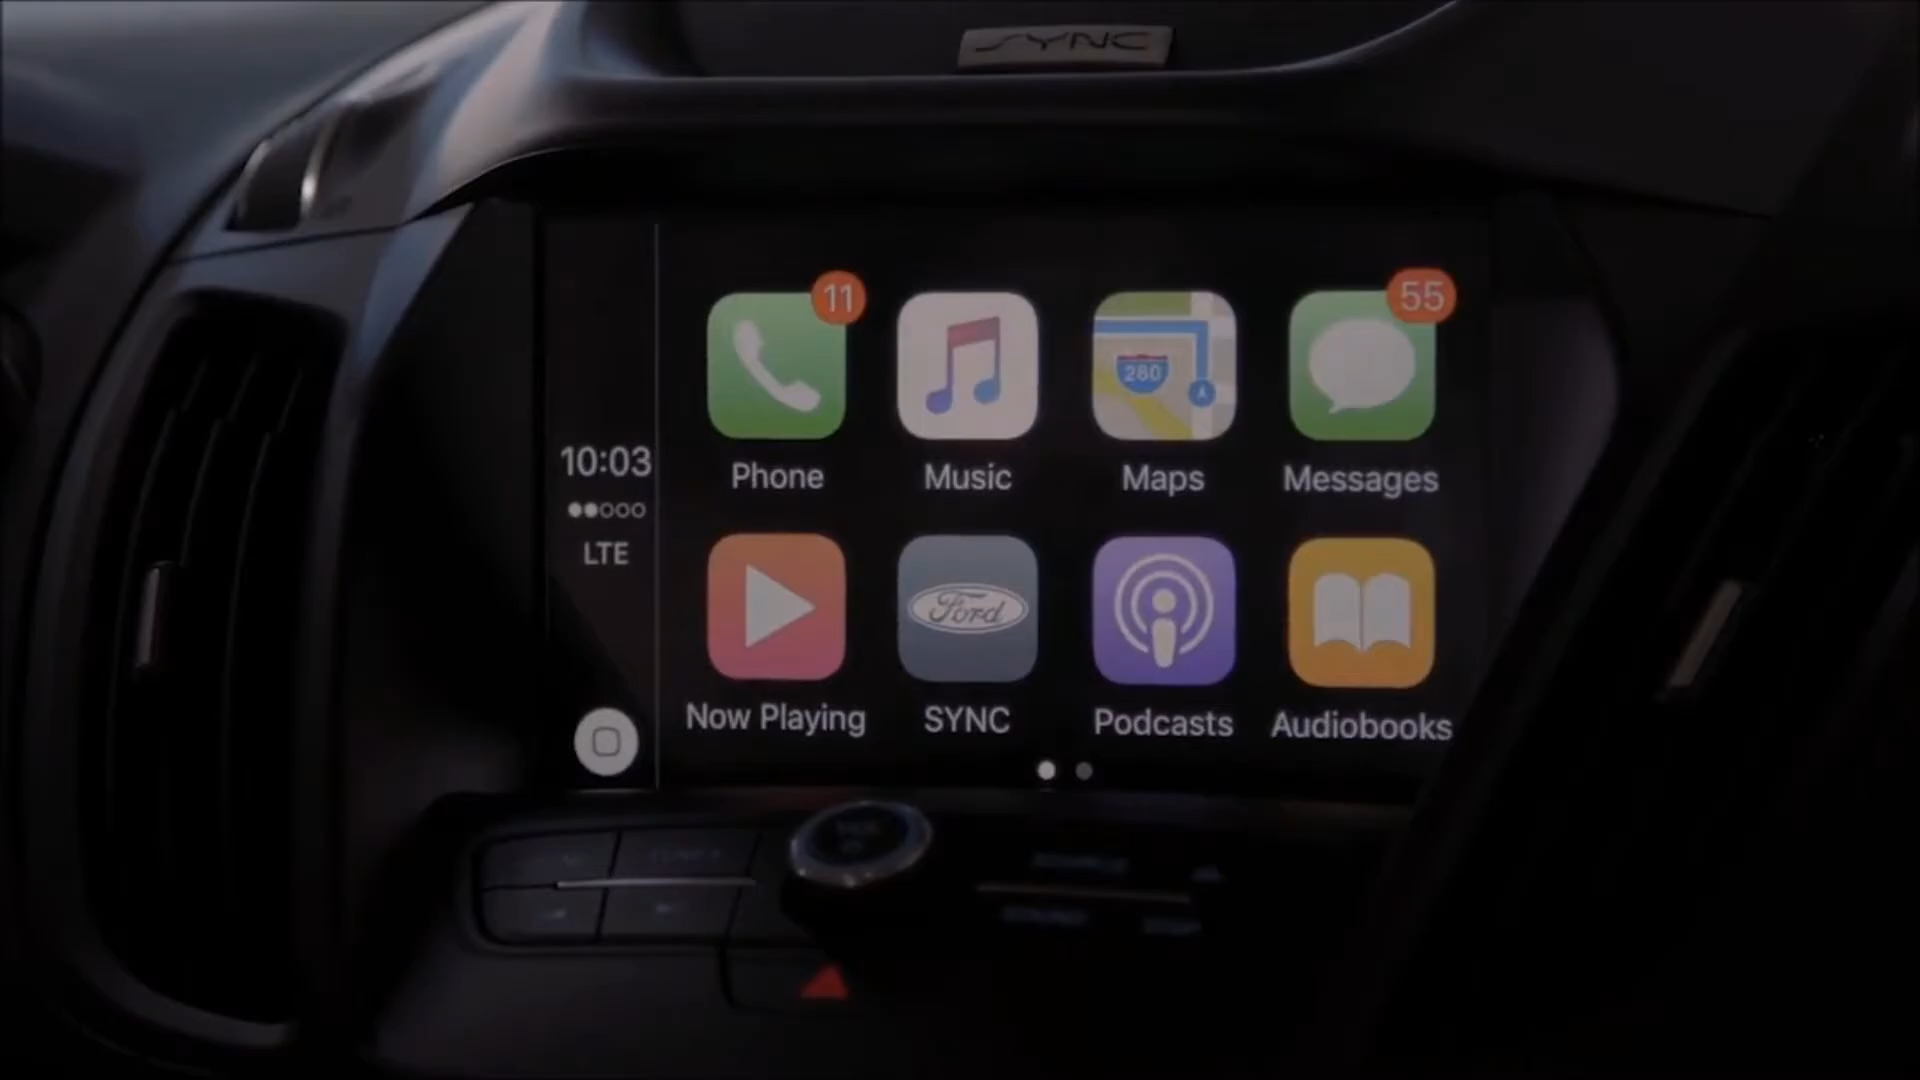 SYNC
11
55
280
Phone
Music
Maps
Messages
10:03
LTE
Ford
Now Playing
SYNC
Podcasts
Audiobooks